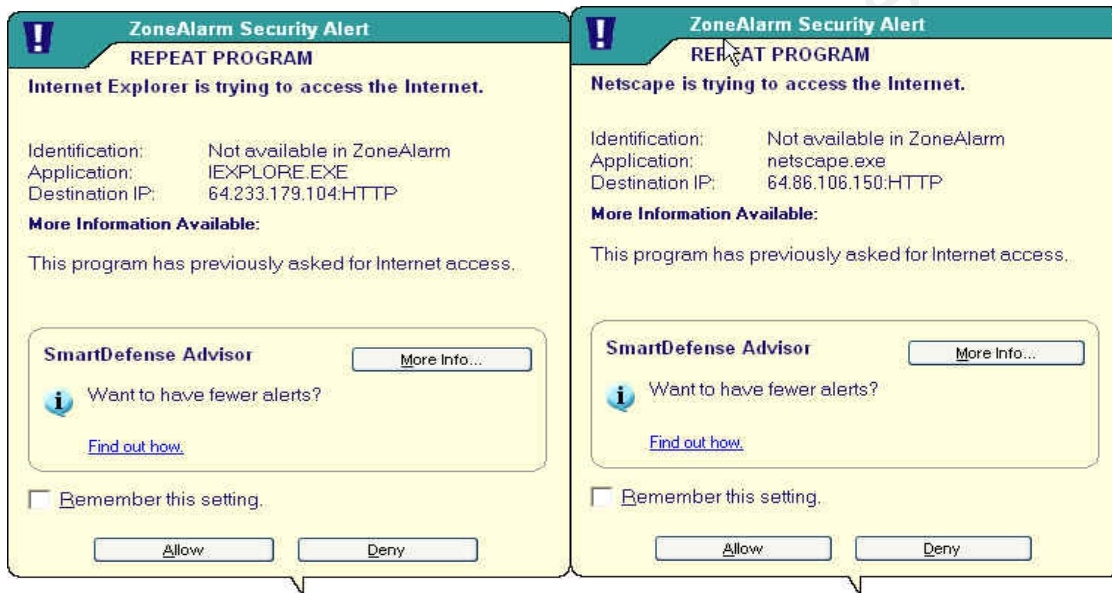 ZoneAlarm Security Alert
REPEAT PROGRAM
Internet Explorer is trying to access the Internet.
Identification: Not available in ZoneAlarm
Application: IEXPLORE.EXE
Destination IP: 64.233.179.104:HTTP
More Information Available:
This program has previously asked for Internet access.
SmartDefense Advisor
More Info...
Want to have fewer alerts?
Find out how.
Remember this setting.
Allow Deny
ZoneAlarm Security Alert
REPEAT PROGRAM
Netscape is trying to access the Internet.
Identification: Not available in ZoneAlarm
Application: netscape.exe
Destination IP: 64.86.106.150:HTTP
More Information Available:
This program has previously asked for Internet access.
SmartDefense Advisor
More Info...
Want to have fewer alerts?
Find out how.
Remember this setting.
Allow Deny